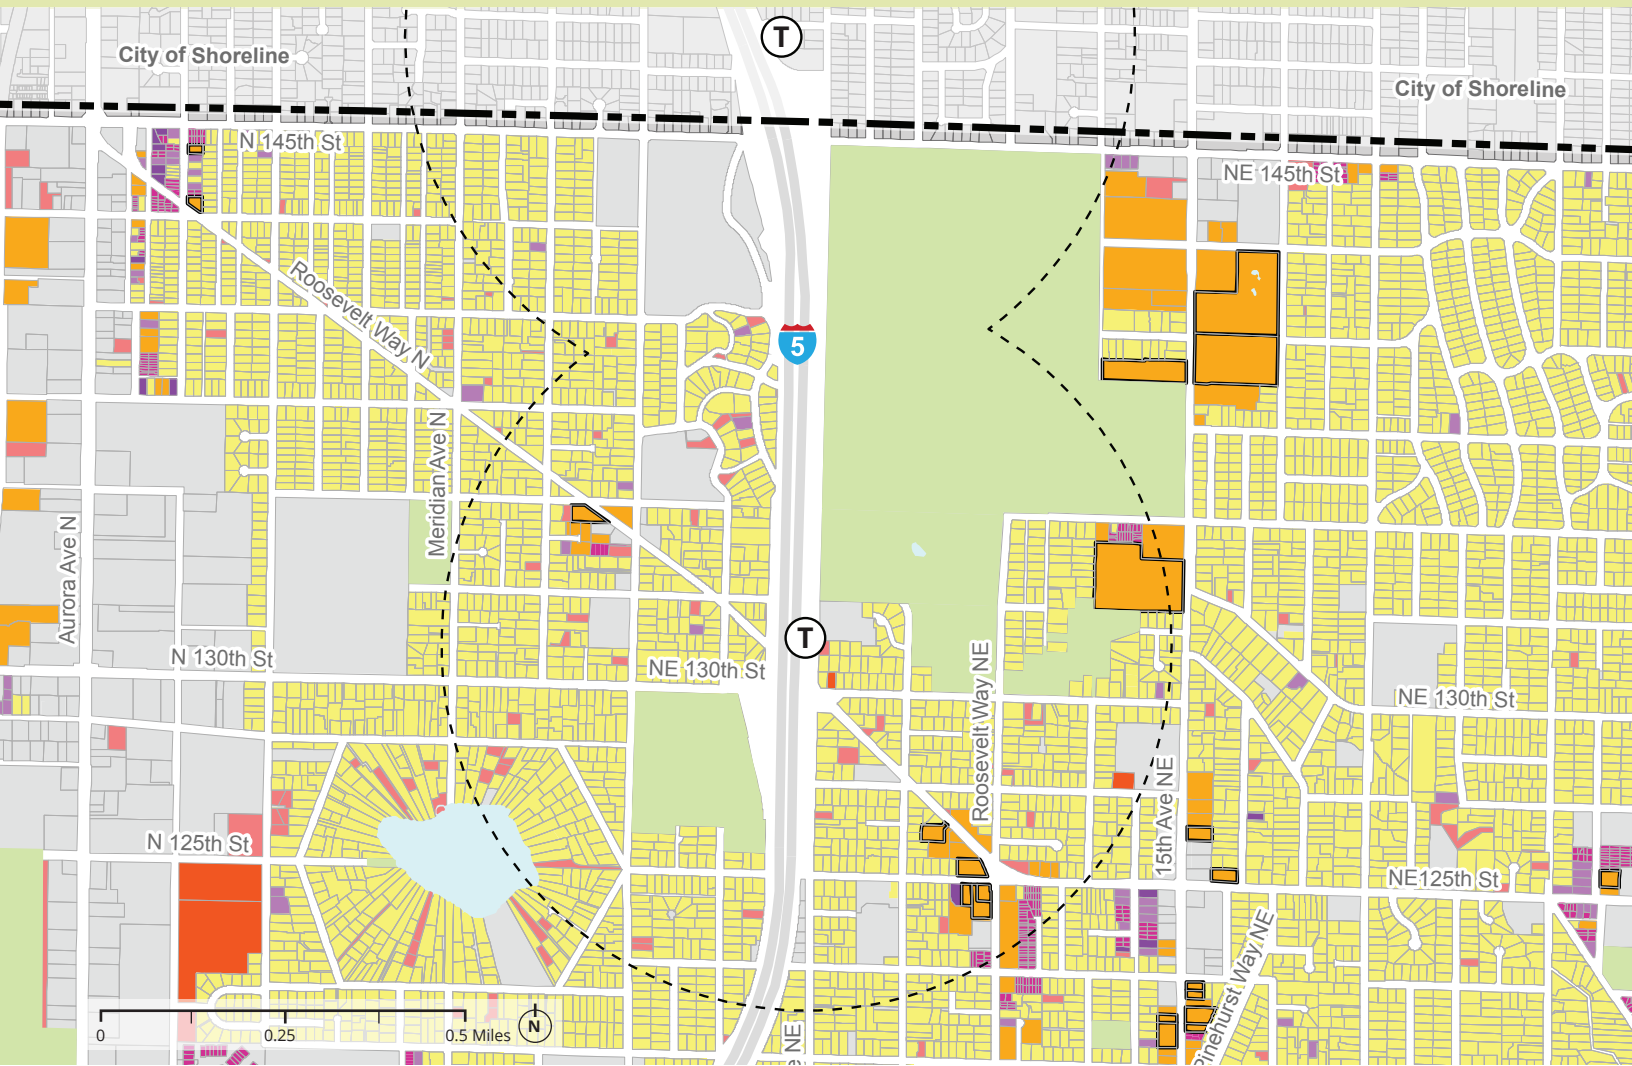 T
City of Shoreline
City of Shoreline
N 145th St
NE 145th St
Roosevelt Way N
5
Meridian Ave N
Aurora Ave N
T
N 130th St
NE 130th St
Roosevelt Way NE
NE 130th St
15th Ave NE
N 125th St
NE125th St
Pinehurst Way NE
0
0.25
0.5 Miles
N
NE